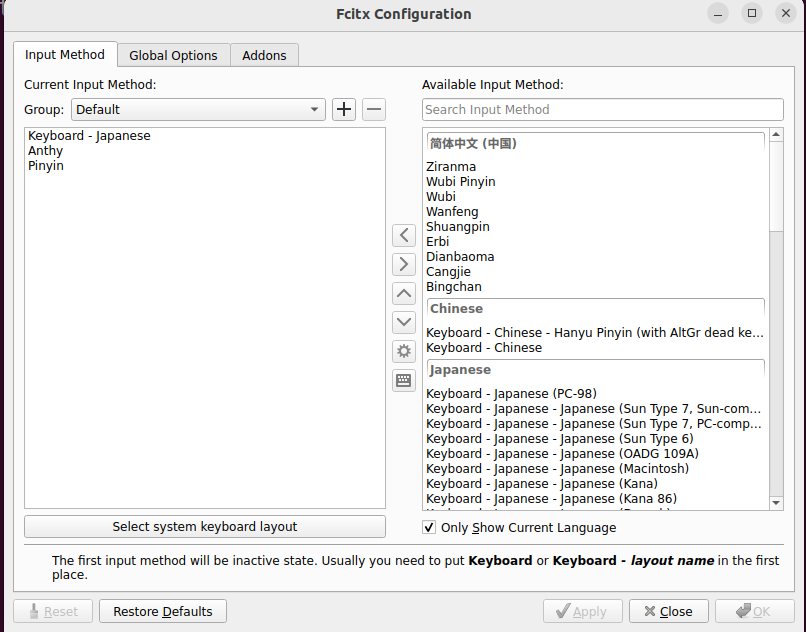 Fcitx Configuration
Input Method
Global Options
Addons
Current Input Method:
Group:
Default
Keyboard - Japanese
Anthy
Pinyin
Select system keyboard layout
Available Input Method:
Search Input Method
简体中文 (中国)
Ziranma
Wubi Pinyin
Wubi
Wanfeng
Shuangpin
Erbi
Dianbaoma
Cangjie
Bingchan
Chinese
Keyboard - Chinese - Hanyu Pinyin (with AltGr dead ke...
Keyboard - Chinese
Japanese
Keyboard - Japanese (PC-98)
Keyboard - Japanese - Japanese (Sun Type 7, Sun-com...
Keyboard - Japanese - Japanese (Sun Type 7, PC-comp...
Keyboard - Japanese - Japanese (Sun Type 6)
Keyboard - Japanese - Japanese (OADG 109A)
Keyboard - Japanese - Japanese (Macintosh)
Keyboard - Japanese - Japanese (Kana)
Keyboard - Japanese - Japanese (Kana 86)
Only Show Current Language
The first input method will be inactive state. Usually you need to put Keyboard or Keyboard - layout name in the first
place.
Reset
Restore Defaults
Apply
Close
OK